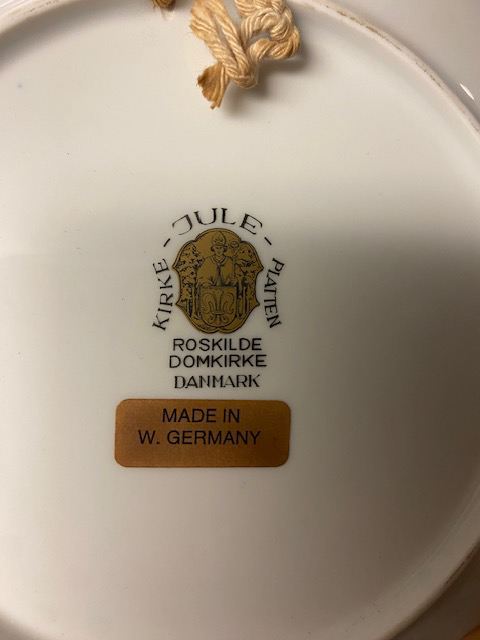 KIRKE - JULE - PLATTEN
ROSKILDE
DOMKIRKE
DANMARK
MADE IN
W. GERMANY